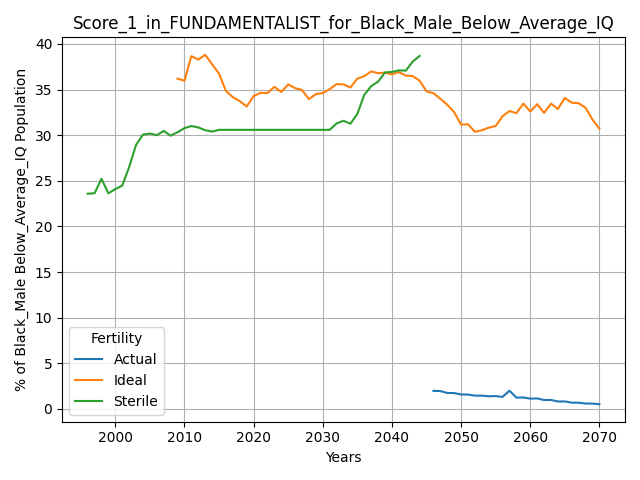 Score_1_in_FUNDAMENTALIST_for_Black_Male_Below_Average_IQ
% of Black_Male Below_Average_IQ Population
40
35
30
25
20
15
10
5
0
Fertility
Actual
Ideal
Sterile
2000 2010 2020 2030 2040 2050 2060 2070
Years